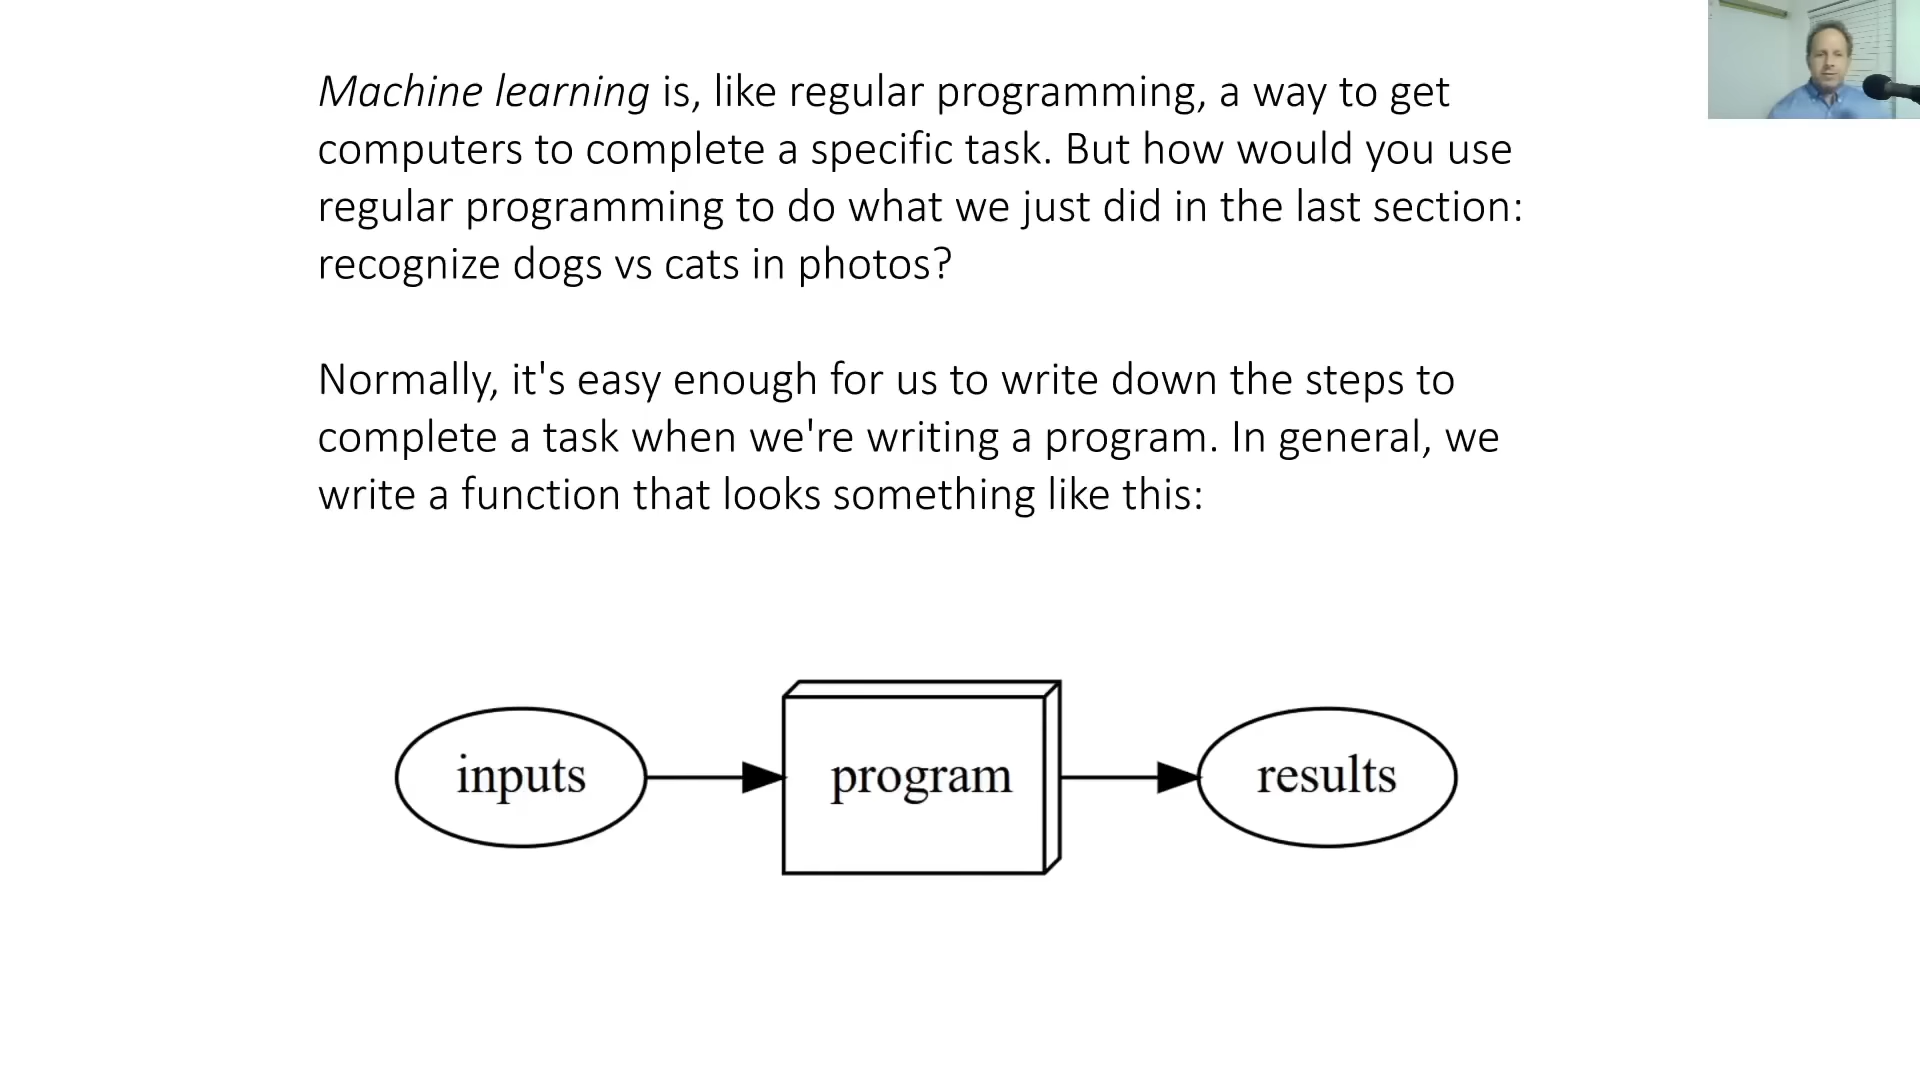 Machine learning is, like regular programming, a way to get
computers to complete a specific task. But how would you use
regular programming to do what we just did in the last section:
recognize dogs vs cats in photos?
Normally, it's easy enough for us to write down the steps to
complete a task when we're writing a program. In general, we
write a function that looks something like this:
inputs
program
results